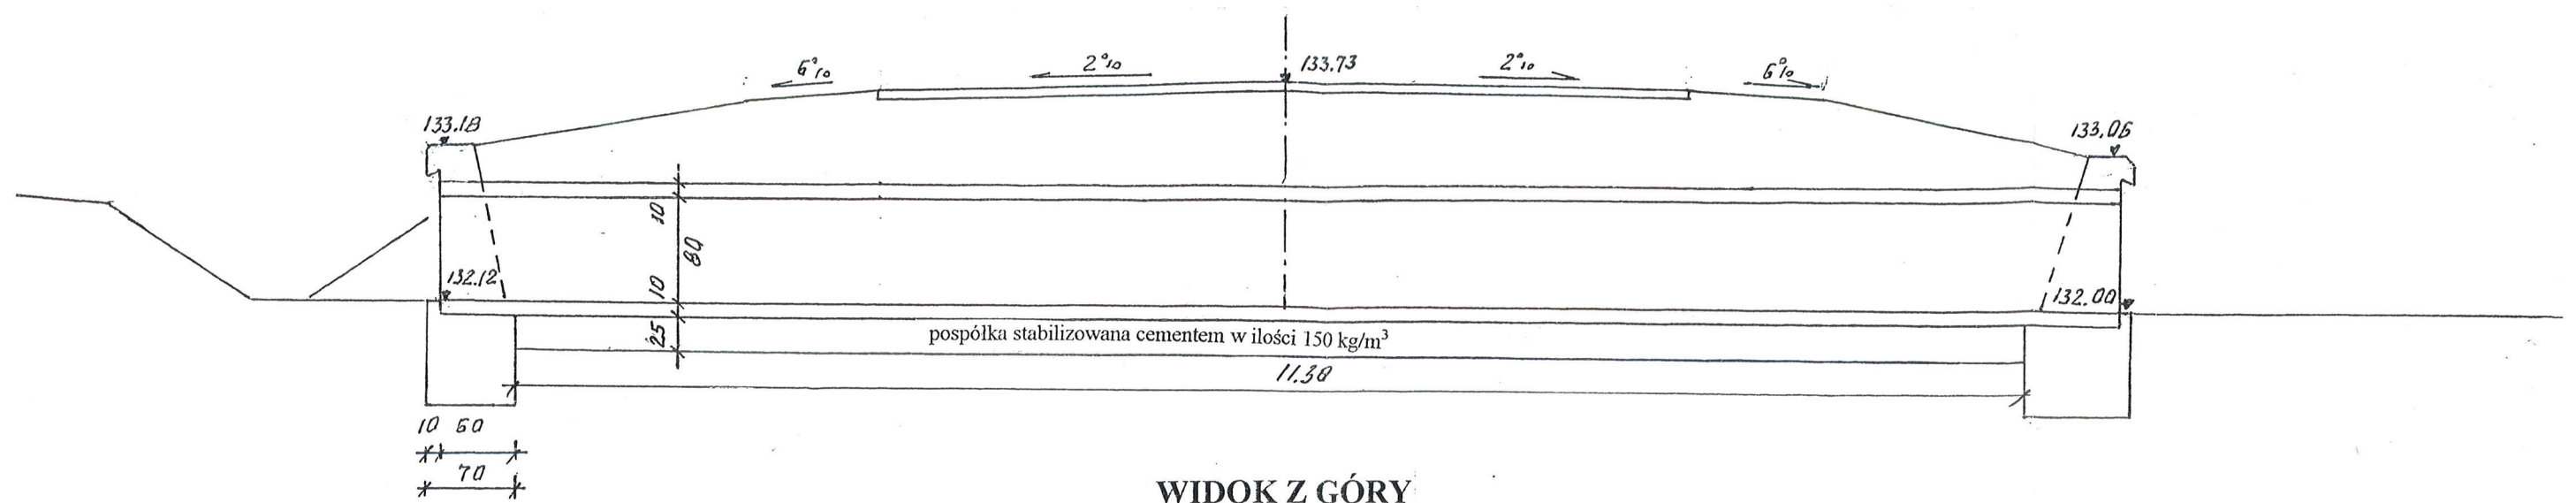 6% 2% 133.73 2% 6%
133.18 133.06
10
80
132.12 10 132.00
25 pospółka stabilizowana cementem w ilości 150 kg/m³
11.30
10 60
70
WIDOK Z GÓRY